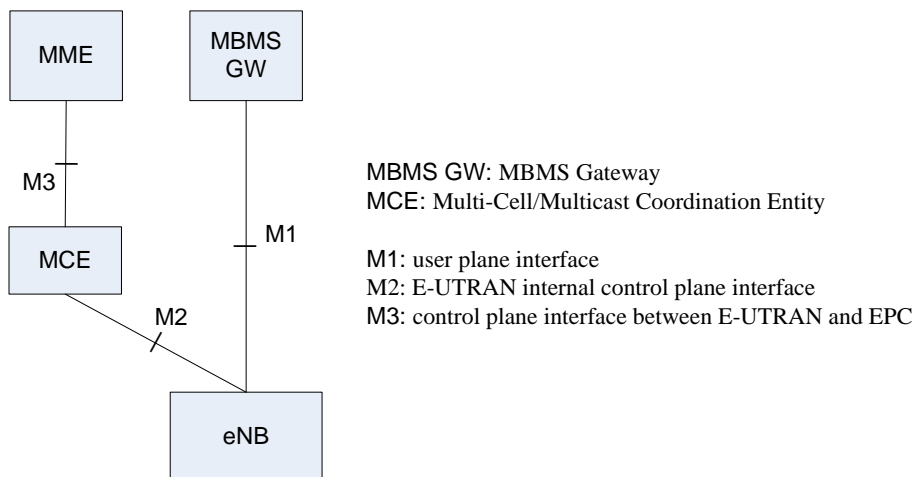 MME
MBMS
GW
M3
M1
MCE
M2
eNB
MBMS GW: MBMS Gateway
MCE: Multi-Cell/Multicast Coordination Entity
M1: user plane interface
M2: E-UTRAN internal control plane interface
M3: control plane interface between E-UTRAN and EPC